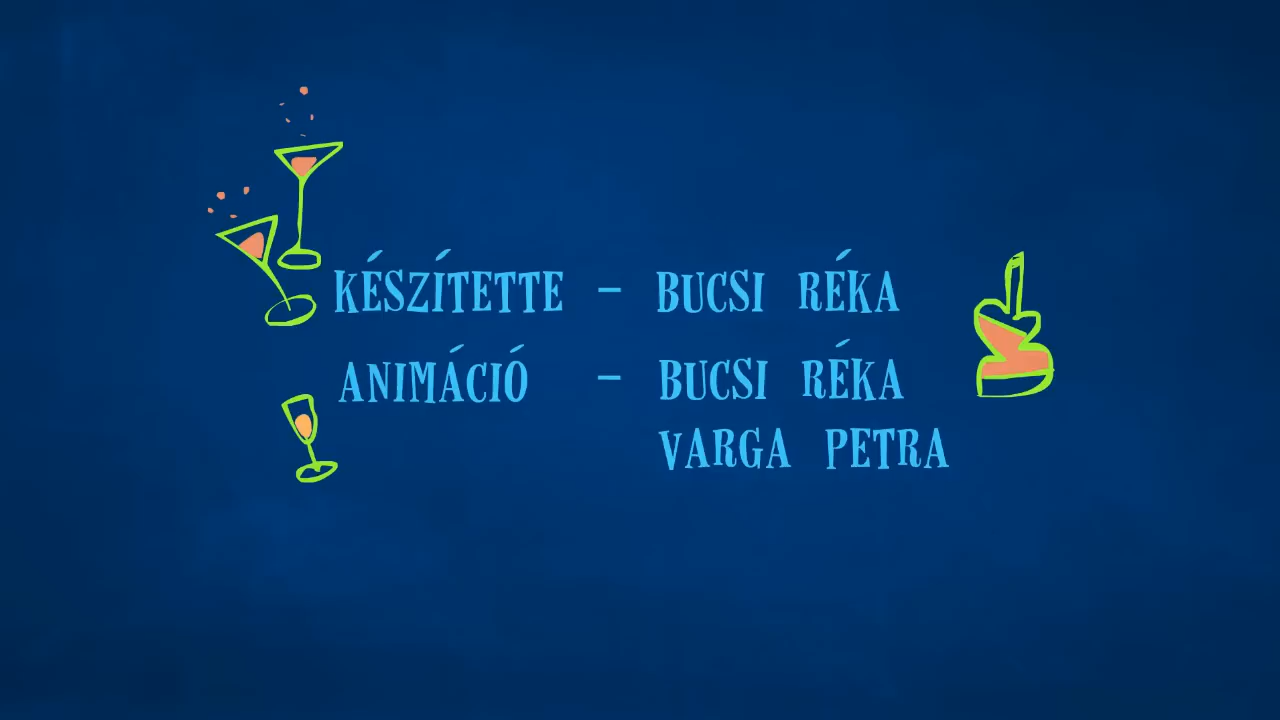 KÉSZÍTETTE - BUCSI RÉKA
ANIMÁCIÓ - BUCSI RÉKA
VARGA PETRA